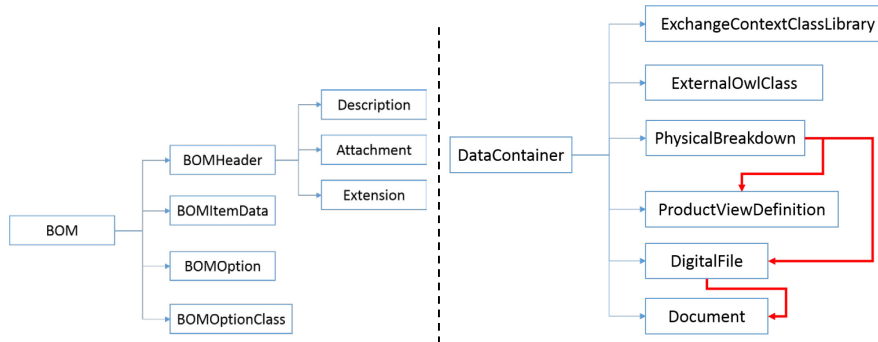 BOM
BOMHeader
BOMItemData
BOMOption
BOMOptionClass
Description
Attachment
Extension
DataContainer
ExchangeContextClassLibrary
ExternalOwlClass
PhysicalBreakdown
ProductViewDefinition
DigitalFile
Document